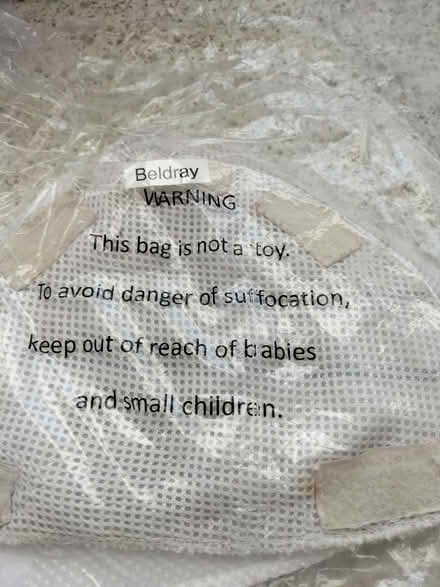 Beldray
WARNING
This bag is not a toy.
To avoid danger of suffocation,
keep out of reach of babies
and small children.